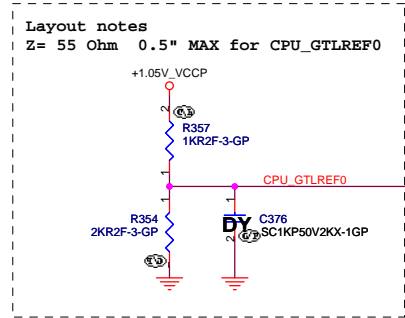 Layout notes
Z= 55 Ohm 0.5" MAX for CPU_GTLREF0
+1.05V_VCCP
2
R357
1KR2F-3-GP
1
CPU_GTLREF0
1
1
R354
2KR2F-3-GP
C376
DY
2
SC1KP50V2KX-1GP